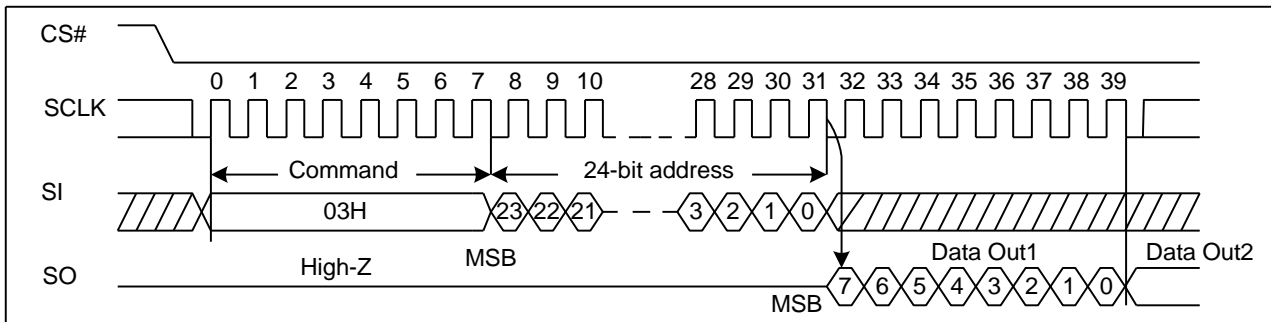 CS#
0 1 2 3 4 5 6 7 8 9 10 28 29 30 31 32 33 34 35 36 37 38 39
SCLK
Command 24-bit address
SI
03H 23 22 21 3 2 1 0
High-Z MSB Data Out1 Data Out2
SO
MSB 7 6 5 4 3 2 1 0